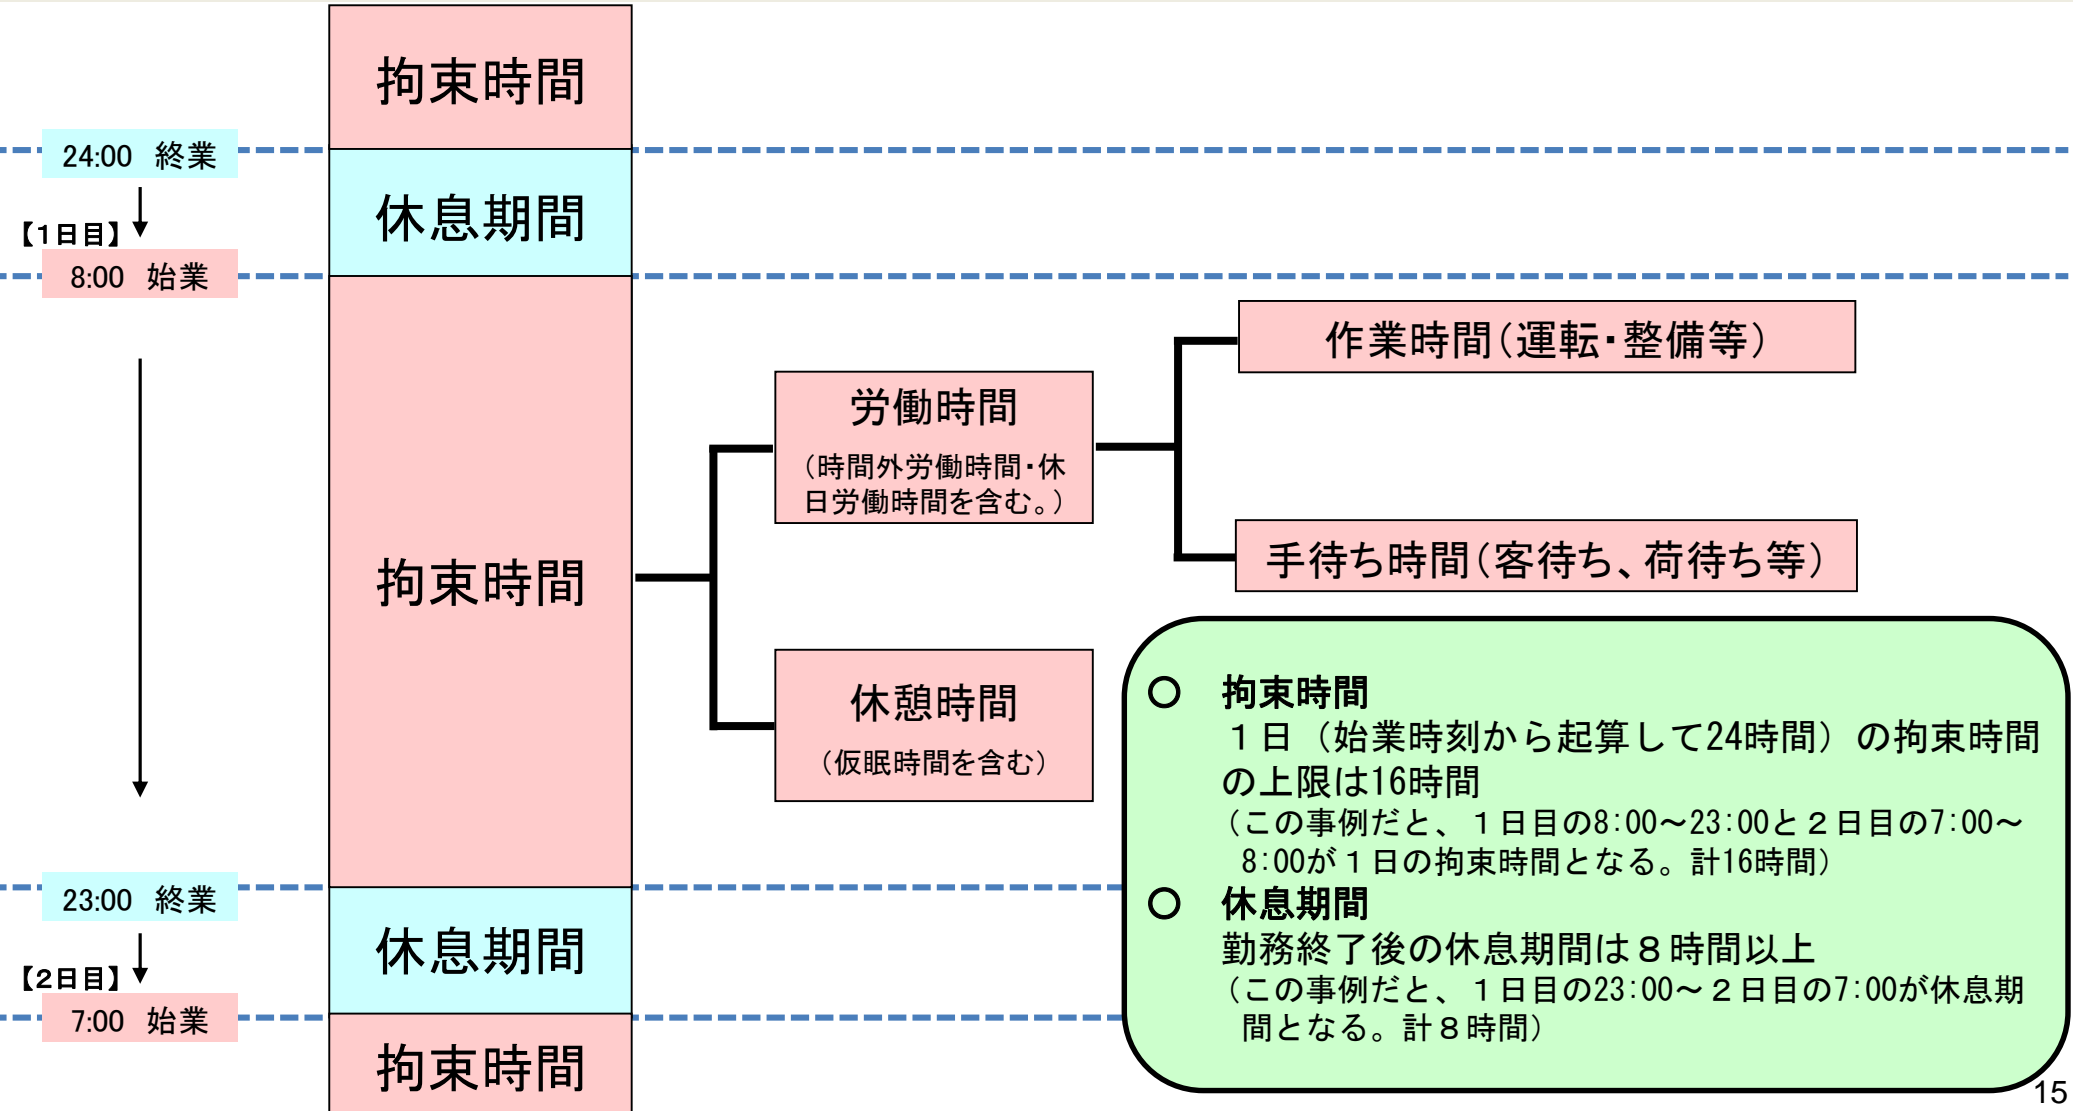 拘束時間
24:00 終業
休息期間
【1日目】
8:00 始業
作業時間(運転・整備等)
労働時間
(時間外労働時間・休
日労働時間を含む。)
手待ち時間(客待ち、荷待ち等)
拘束時間
休憩時間
(仮眠時間を含む)
○ 拘束時間
1日(始業時刻から起算して24時間)の拘束時間
の上限は16時間
(この事例だと、1日目の8:00～23:00と2日目の7:00～
8:00が1日の拘束時間となる。計16時間)
○ 休息期間
勤務終了後の休息期間は8時間以上
(この事例だと、1日目の23:00～2日目の7:00が休息期
間となる。計8時間)
23:00 終業
休息期間
【2日目】
7:00 始業
拘束時間
15